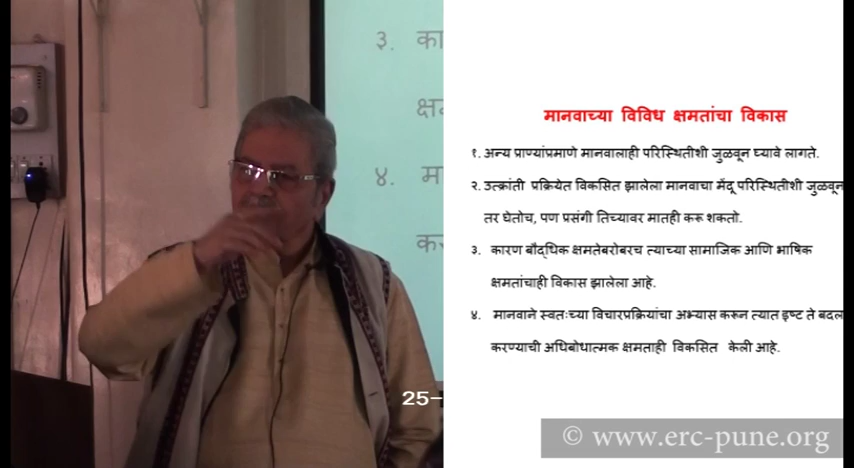 ३. का
क्ष
४. म
कर
मानवाच्या विविध क्षमतांचा विकास
१. अन्य प्राण्यांप्रमाणे मानवालाही परिस्थितीशी जुळवून घ्यावे लागते.
२. उत्क्रांती प्रक्रियेत विकसित झालेला मानवाचा मेंदू परिस्थितीशी जुळवून
तर घेतोच, पण प्रसंगी तिच्यावर मातही करू शकतो.
३. कारण बौद्धिक क्षमतेबरोबरच त्याच्या सामाजिक आणि भाषिक
क्षमतांचाही विकास झालेला आहे.
४. मानवाने स्वतःच्या विचारप्रक्रियांचा अभ्यास करून त्यात इष्ट ते बदल
करण्याची अधिबोधात्मक क्षमताही विकसित केली आहे.
25-
© www.erc-pune.org